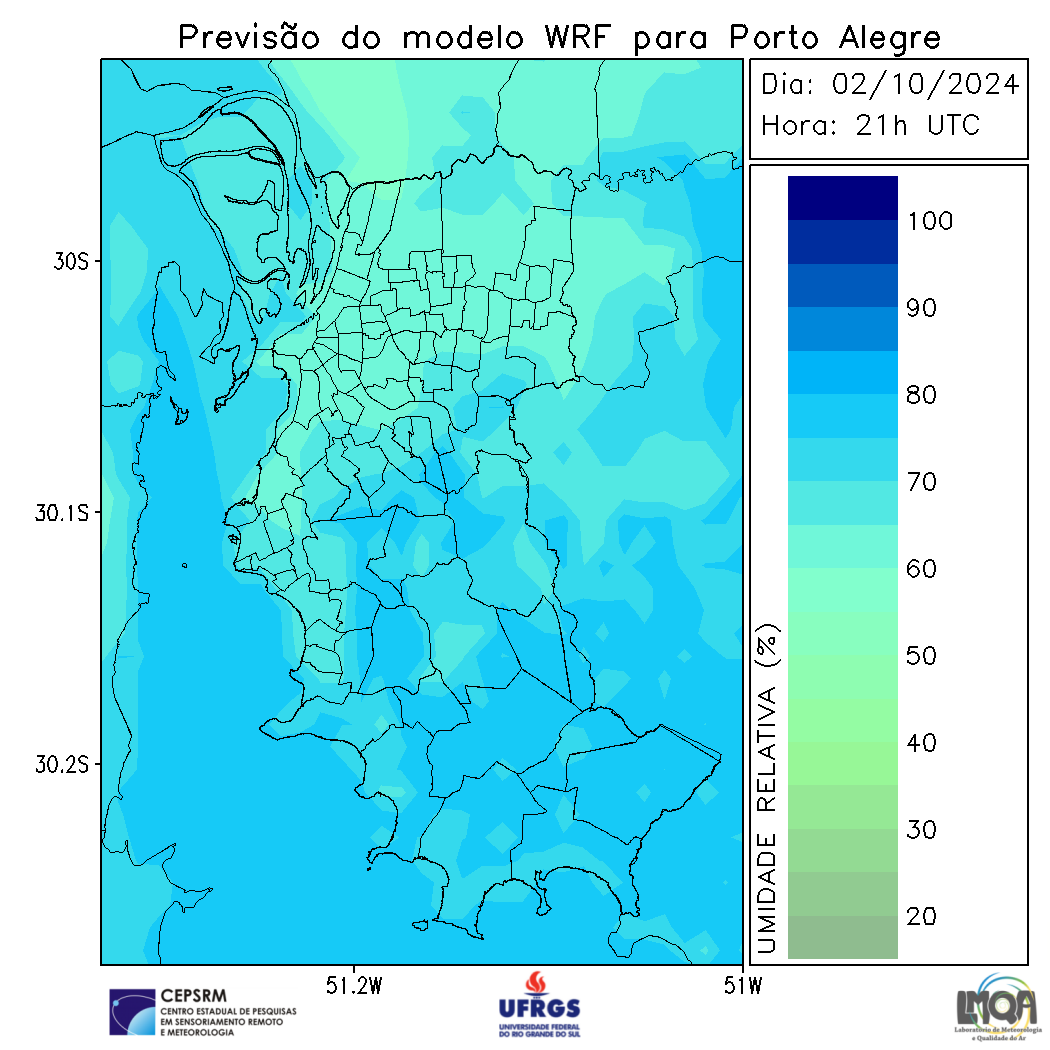 Previsão do modelo WRF para Porto Alegre
Dia: 02/10/2024
Hora: 21h UTC
30S
30.1S
30.2S
51.2W
51W
UMIDADE RELATIVA (%)
100
90
80
70
60
50
40
30
20
CEPSRM
CENTRO ESTADUAL DE PESQUISAS
EM SENSORIAMENTO REMOTO
E METEOROLOGIA
UFRGS
UNIVERSIDADE FEDERAL
DO RIO GRANDE DO SUL
LMQA
Laboratório de Meteorologia
e Qualidade do Ar